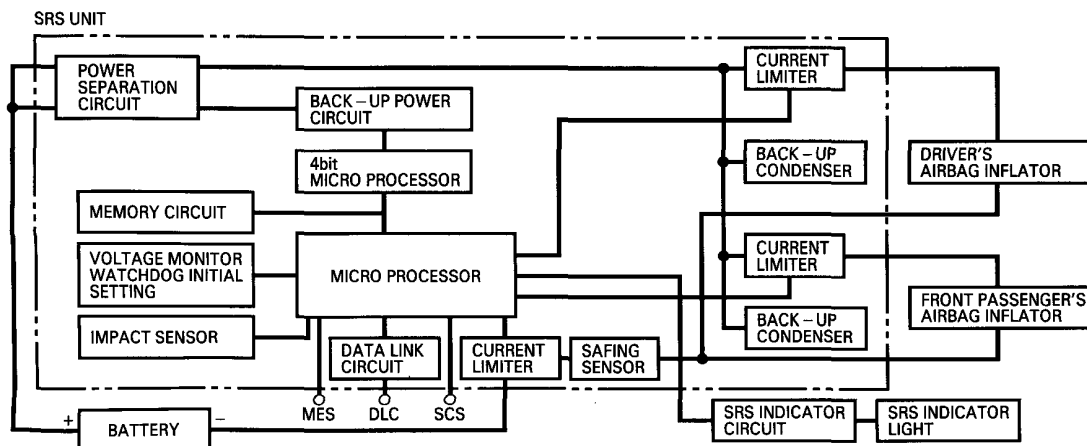 SRS UNIT
POWER
SEPARATION
CIRCUIT
BACK-UP POWER
CIRCUIT
4bit
MICRO PROCESSOR
MEMORY CIRCUIT
VOLTAGE MONITOR
WATCHDOG INITIAL
SETTING
IMPACT SENSOR
MICRO PROCESSOR
DATA LINK
CIRCUIT
CURRENT
LIMITER
SAFING
SENSOR
CURRENT
LIMITER
BACK-UP
CONDENSER
CURRENT
LIMITER
BACK-UP
CONDENSER
DRIVER'S
AIRBAG INFLATOR
FRONT PASSENGER'S
AIRBAG INFLATOR
MES
DLC
SCS
+
BATTERY
-
SRS INDICATOR
CIRCUIT
SRS INDICATOR
LIGHT